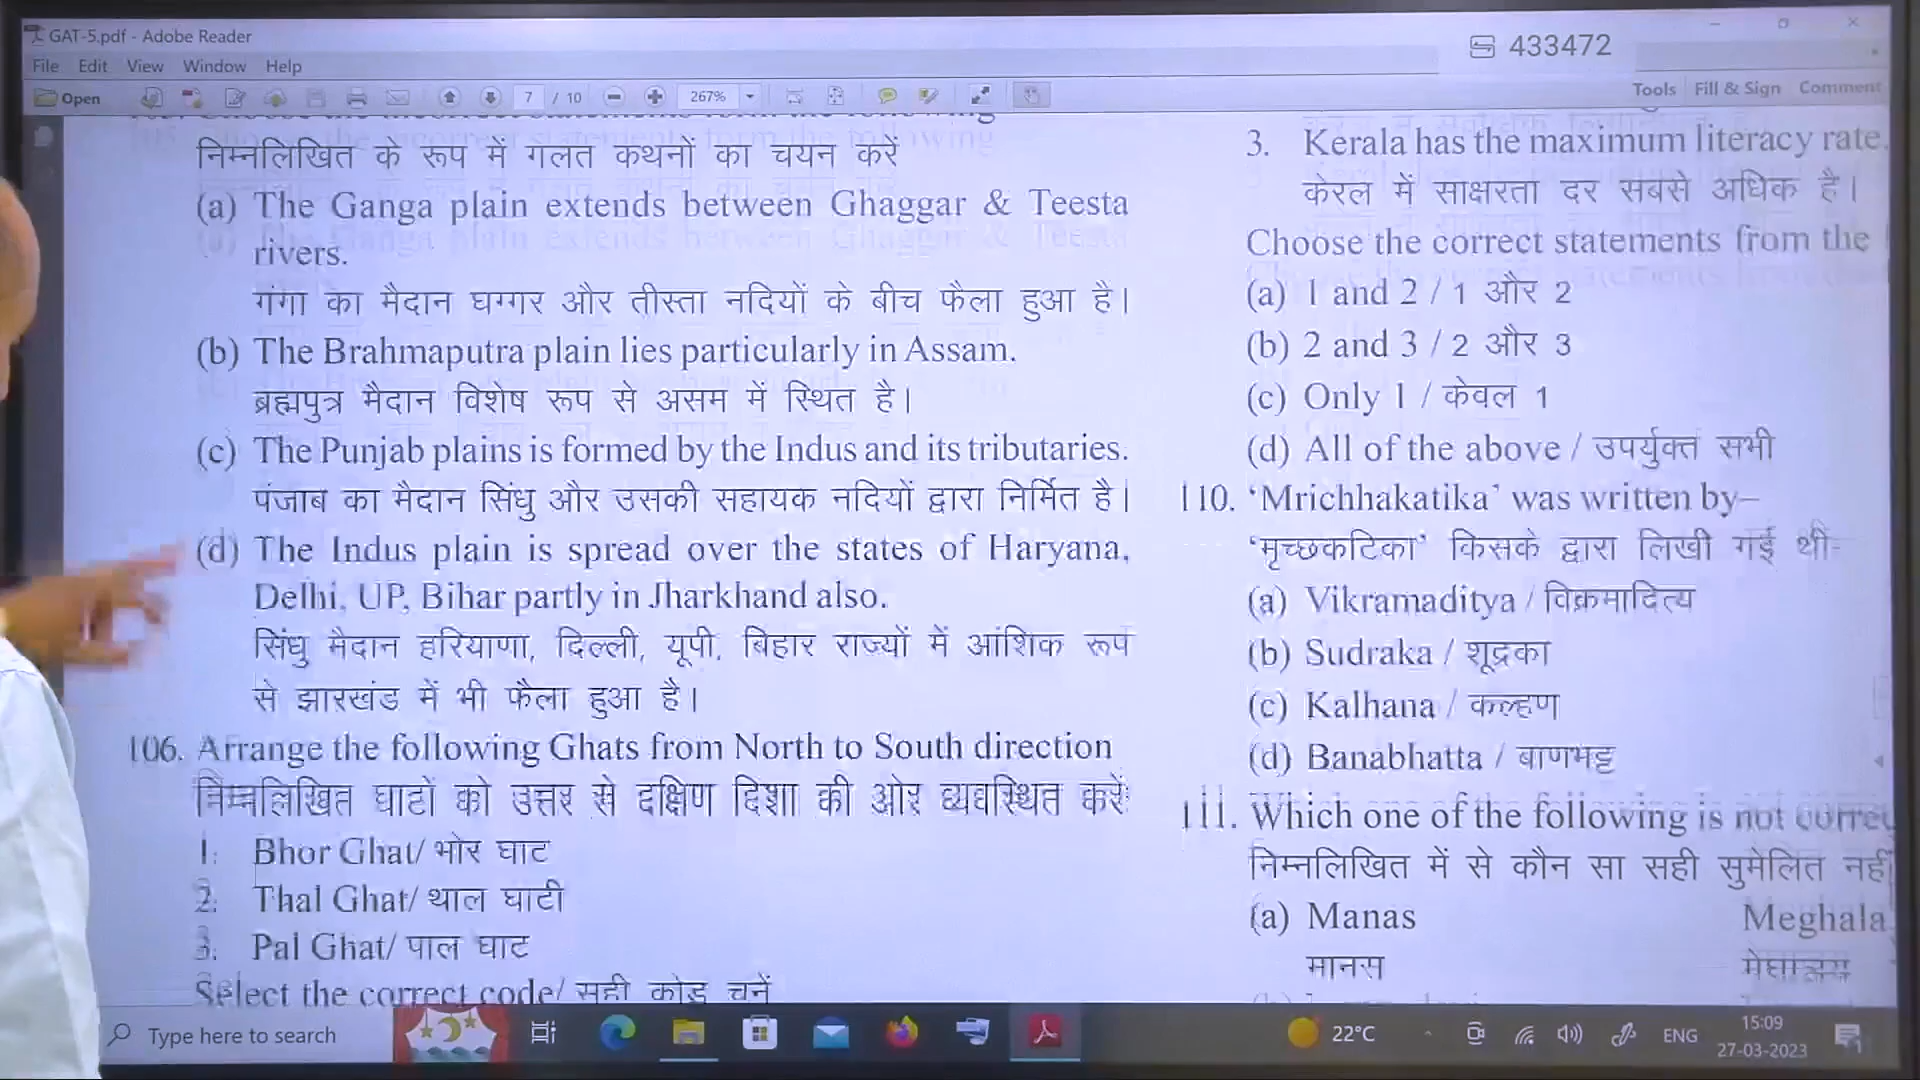 GAT-5.pdf - Adobe Reader
433472
File Edit View Window Help
Open
7 / 10
267%
Tools Fill & Sign Comment
निम्नलिखित के रूप में गलत कथनों का चयन करें
(a) The Ganga plain extends between Ghaggar & Teesta
rivers.
गंगा का मैदान घग्गर और तीस्ता नदियों के बीच फैला हुआ है।
(b) The Brahmaputra plain lies particularly in Assam.
ब्रह्मपुत्र मैदान विशेष रूप से असम में स्थित है।
(c) The Punjab plains is formed by the Indus and its tributaries.
पंजाब का मैदान सिंधु और उसकी सहायक नदियों द्वारा निर्मित है।
(d) The Indus plain is spread over the states of Haryana,
Delhi, UP, Bihar partly in Jharkhand also.
सिंधु मैदान हरियाणा, दिल्ली, यूपी, बिहार राज्यों में आंशिक रूप
से झारखंड में भी फैला हुआ है।
106. Arrange the following Ghats from North to South direction
निम्नलिखित घाटों को उत्तर से दक्षिण दिशा की ओर व्यवस्थित करें
1. Bhor Ghat/ भोर घाट
2. Thal Ghat/ थाल घाटी
3. Pal Ghat/ पाल घाट
Select the correct code/ सही कोड चुनें
3. Kerala has the maximum literacy rate.
केरल में साक्षरता दर सबसे अधिक है।
Choose the correct statements from the
(a) 1 and 2 / 1 और 2
(b) 2 and 3 / 2 और 3
(c) Only 1 / केवल 1
(d) All of the above / उपर्युक्त सभी
110. ‘Mrichhakatika’ was written by–
‘मृच्छकटिका’ किसके द्वारा लिखी गई थी-
(a) Vikramaditya / विक्रमादित्य
(b) Sudraka / शूद्रका
(c) Kalhana / कल्हण
(d) Banabhatta / बाणभट्ट
111. Which one of the following is not
निम्नलिखित में से कौन सा सही सुमेलित नहीं
(a) Manas Meghala
मानस मेघालय
Type here to search
22°C
ENG
15:09
27-03-2023